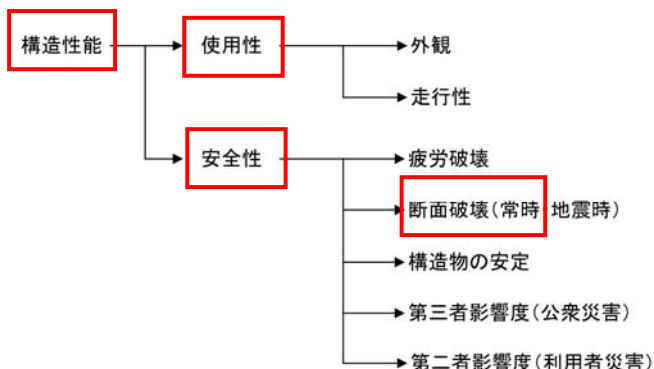 構造性能
使用性
外観
走行性
安全性
疲労破壊
断面破壊(常時・地震時)
構造物の安定
第三者影響度(公衆災害)
第二者影響度(利用者災害)